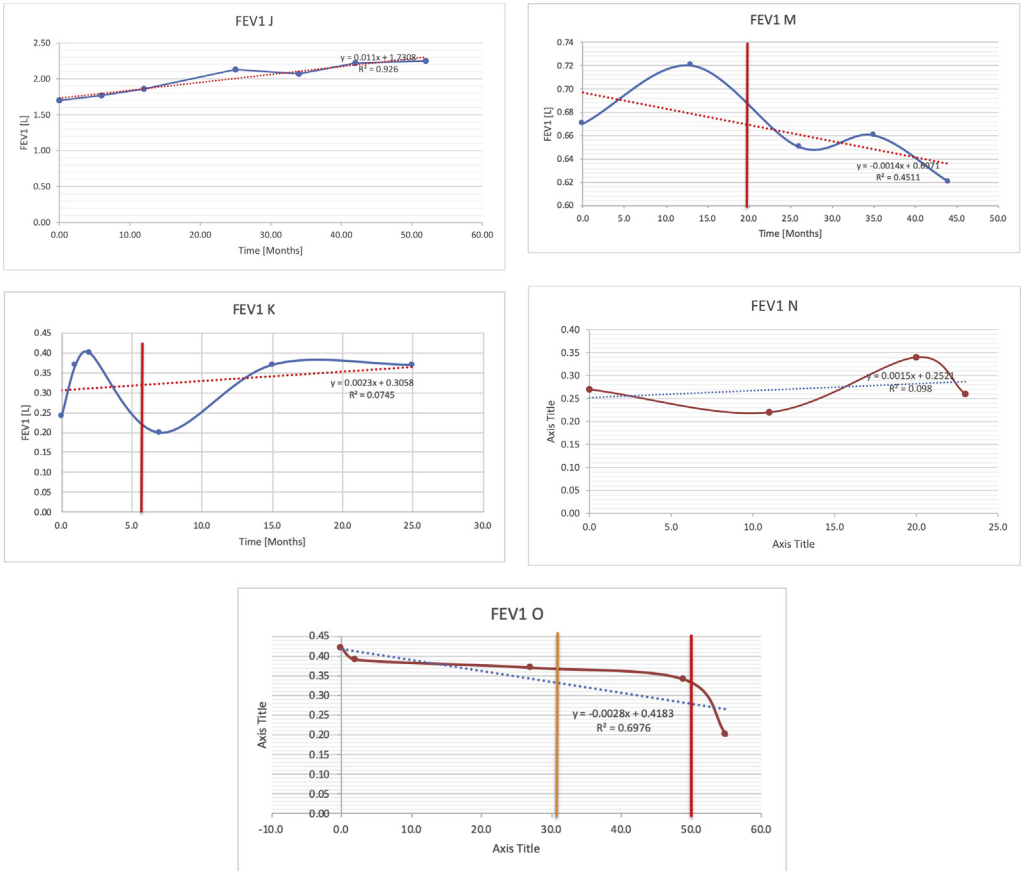 FEV1 J
2.50
2.00
1.50
1.00
0.50
0.00
FEV1 [L]
y = 0.011x + 1.7308
R² = 0.926
0.00 10.00 20.00 30.00 40.00 50.00 60.00
Time [Months]
FEV1 M
0.74
0.72
0.70
0.68
0.66
0.64
0.62
0.60
FEV1 [L]
y = -0.0014x + 0.6971
R² = 0.4511
0.0 5.0 10.0 15.0 20.0 25.0 30.0 35.0 40.0 45.0 50.0
Time [Months]
FEV1 K
0.45
0.40
0.35
0.30
0.25
0.20
0.15
0.10
0.05
0.00
FEV1 [L]
y = 0.0023x + 0.3058
R² = 0.0745
0.0 5.0 10.0 15.0 20.0 25.0 30.0
Time [Months]
FEV1 N
0.40
0.35
0.30
0.25
0.20
0.15
0.10
0.05
0.00
Axis Title
y = 0.0015x + 0.2521
R² = 0.098
0.0 5.0 10.0 15.0 20.0 25.0
Axis Title
FEV1 O
0.45
0.40
0.35
0.30
0.25
0.20
0.15
0.10
0.05
0.00
Axis Title
y = -0.0028x + 0.4183
R² = 0.6976
-10.0 0.0 10.0 20.0 30.0 40.0 50.0 60.0
Axis Title